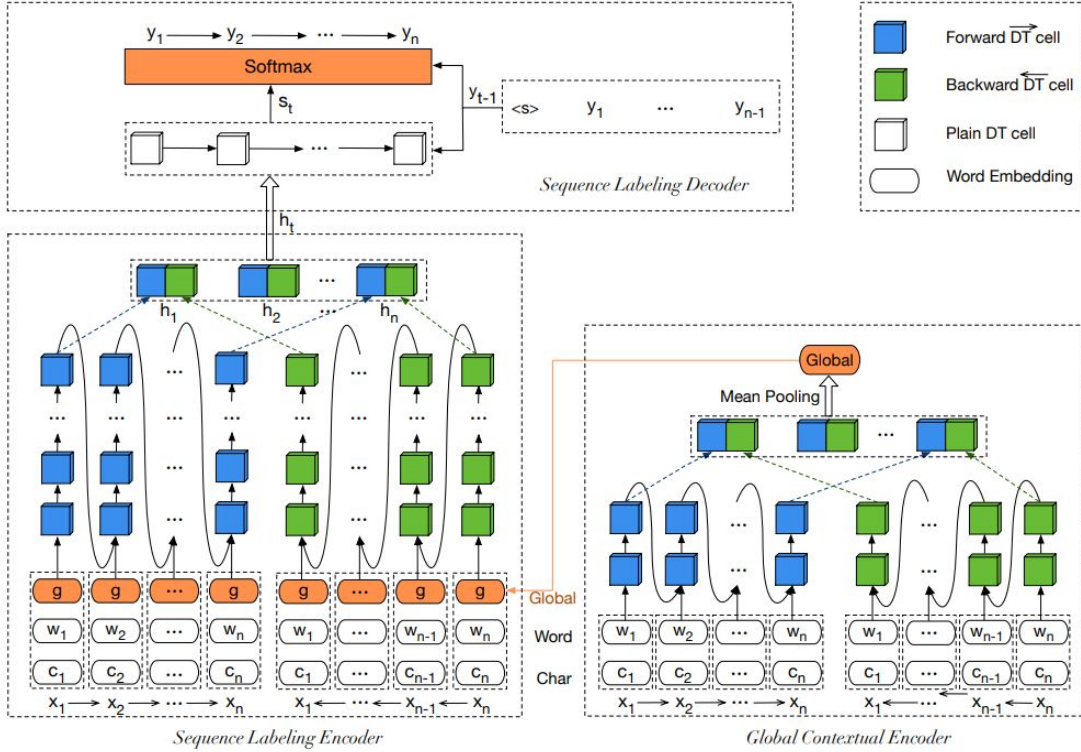 y1 y2 ... yn
Softmax
st
yt-1
<s> y1 ... yn-1
...
Sequence Labeling Decoder
Forward DT cell
Backward DT cell
Plain DT cell
Word Embedding
ht
...
h1 h2 ... hn
... ...
... ... ... ... ... ... ... ...
... ...
... ...
g g ... g g ... g g
w1 w2 ... wn w1 ... wn-1 wn
c1 c2 ... cn c1 ... cn-1 cn
x1 x2 ... xn x1 ... xn-1 xn
Sequence Labeling Encoder
Global
Word
Char
Global
Mean Pooling
...
... ...
... ...
w1 w2 ... wn w1 ... wn-1 wn
c1 c2 ... cn c1 ... cn-1 cn
x1 x2 ... xn x1 ... xn-1 xn
Global Contextual Encoder